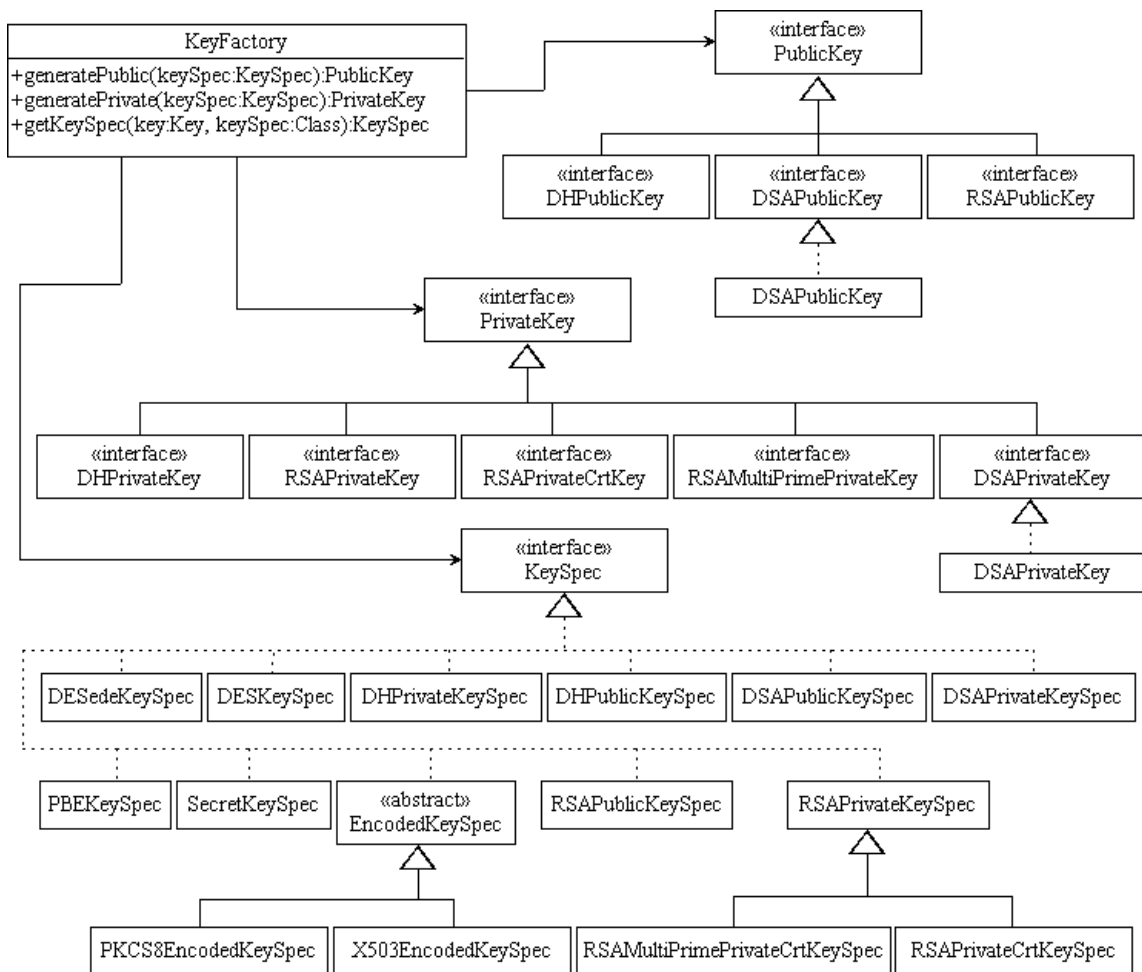 KeyFactory
+generatePublic(keySpec:KeySpec):PublicKey
+generatePrivate(keySpec:KeySpec):PrivateKey
+getKeySpec(key:Key, keySpec:Class):KeySpec
«interface»
PublicKey
«interface»
DHPublicKey
«interface»
DSAPublicKey
«interface»
RSAPublicKey
DSAPublicKey
«interface»
PrivateKey
«interface»
DHPrivateKey
«interface»
RSAPrivateKey
«interface»
RSAPrivateCrtKey
«interface»
RSAMultiPrimePrivateKey
«interface»
DSAPrivateKey
DSAPrivateKey
«interface»
KeySpec
DESedeKeySpec
DESKeySpec
DHPrivateKeySpec
DHPublicKeySpec
DSAPublicKeySpec
DSAPrivateKeySpec
PBEKeySpec
SecretKeySpec
«abstract»
EncodedKeySpec
RSAPublicKeySpec
RSAPrivateKeySpec
PKCS8EncodedKeySpec
X503EncodedKeySpec
RSAMultiPrimePrivateCrtKeySpec
RSAPrivateCrtKeySpec